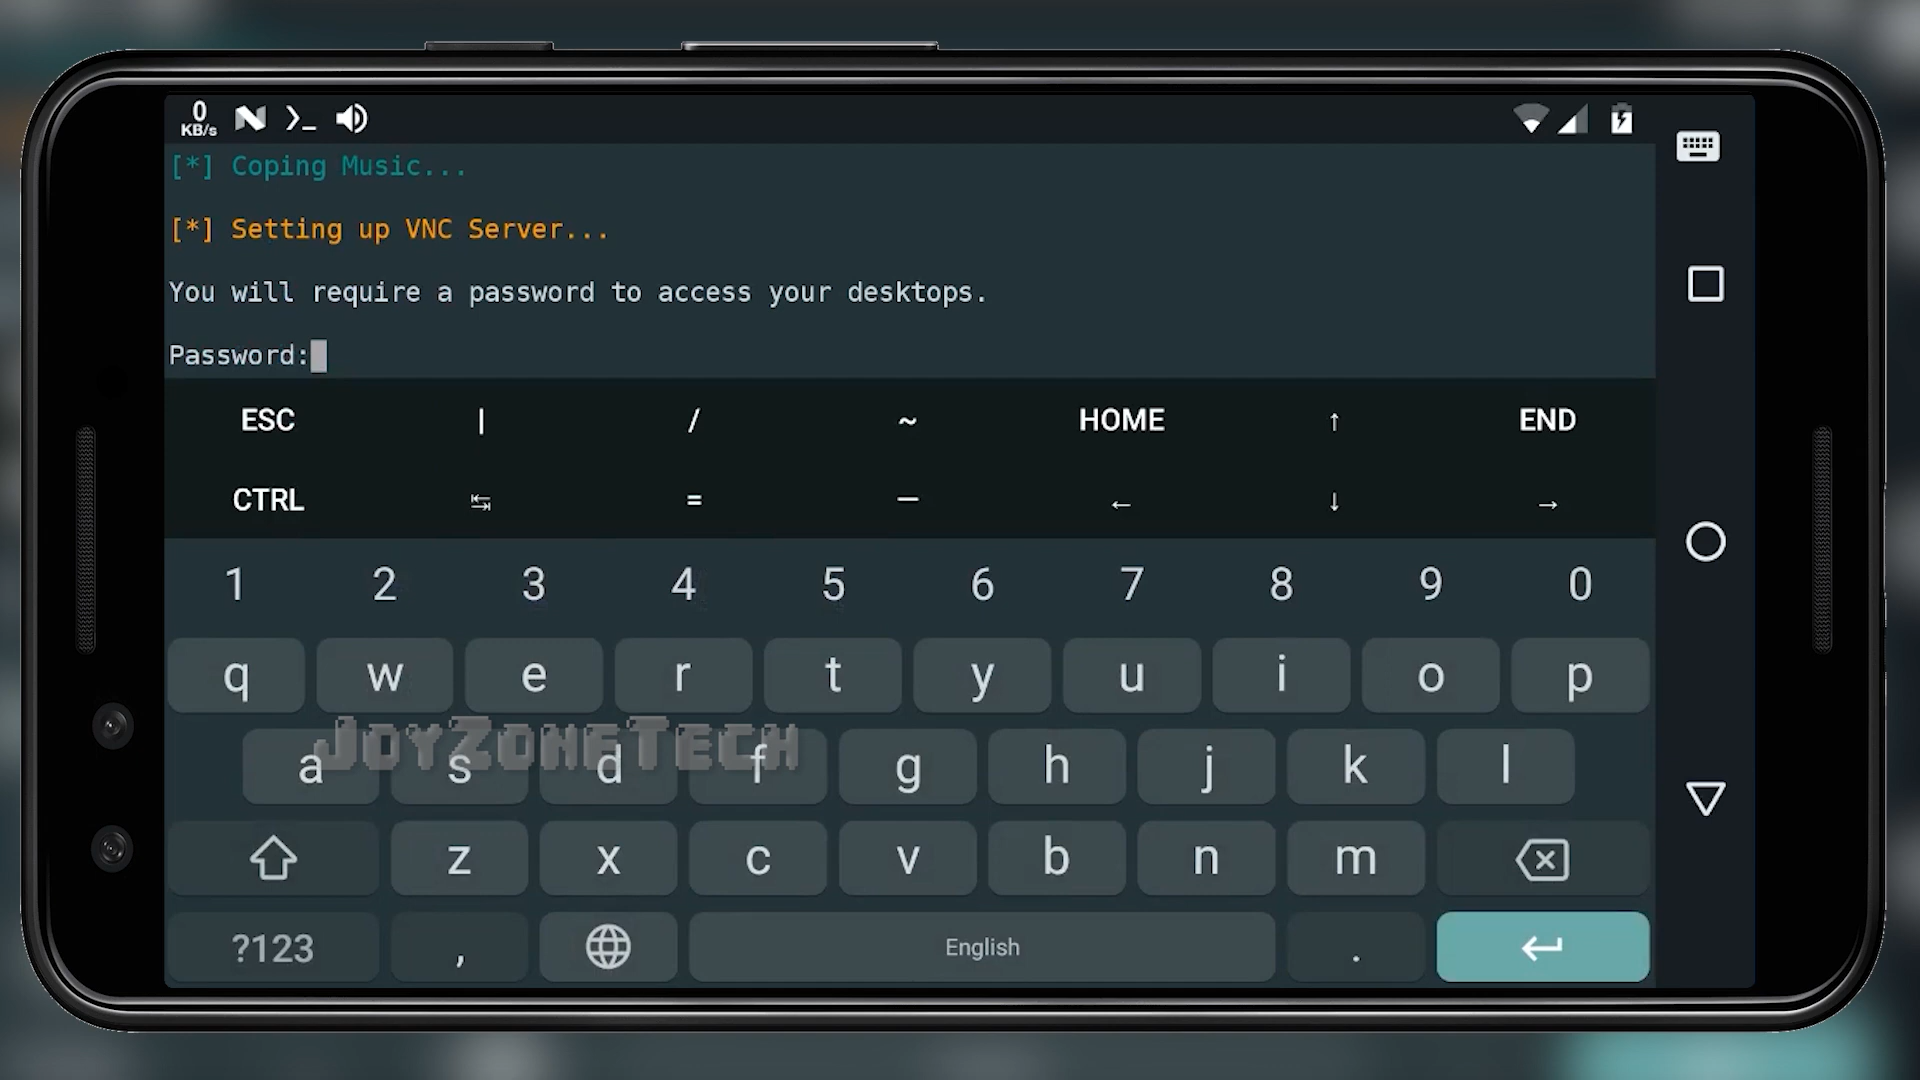 0
KB/s
[*] Coping Music...
[*] Setting up VNC Server...
You will require a password to access your desktops.
Password:
ESC | / ~ HOME ↑ END
CTRL ↹ = — ← ↓ →
1 2 3 4 5 6 7 8 9 0
q w e r t y u i o p
JoyZoneTech
a s d f g h j k l
z x c v b n m
?123 , English .